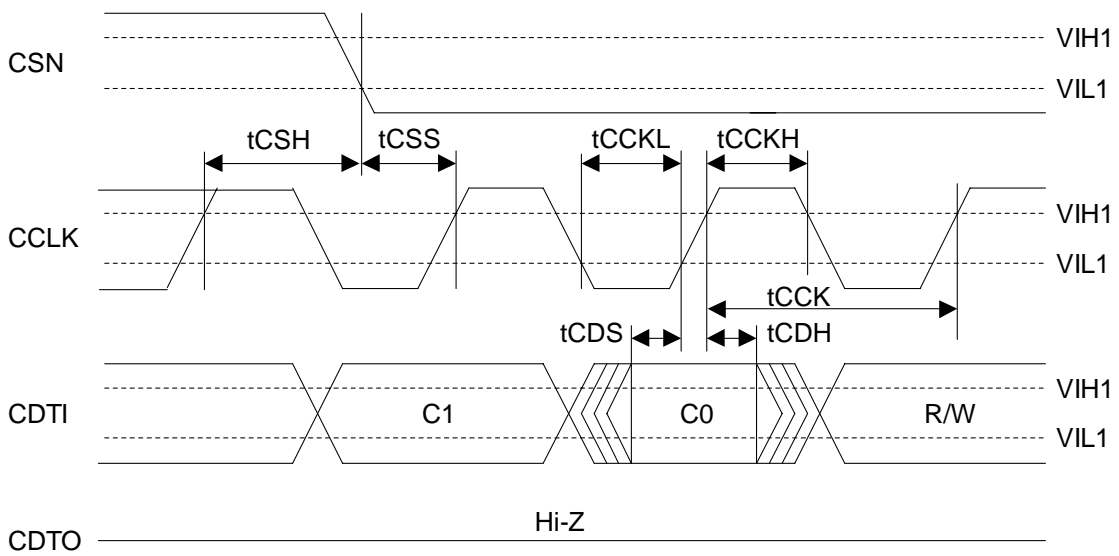 VIH1
CSN
VIL1
tCSH tCSS tCCKL tCCKH
VIH1
CCLK
VIL1
tCCK
tCDS tCDH
VIH1
CDTI C1 C0 R/W
VIL1
Hi-Z
CDTO